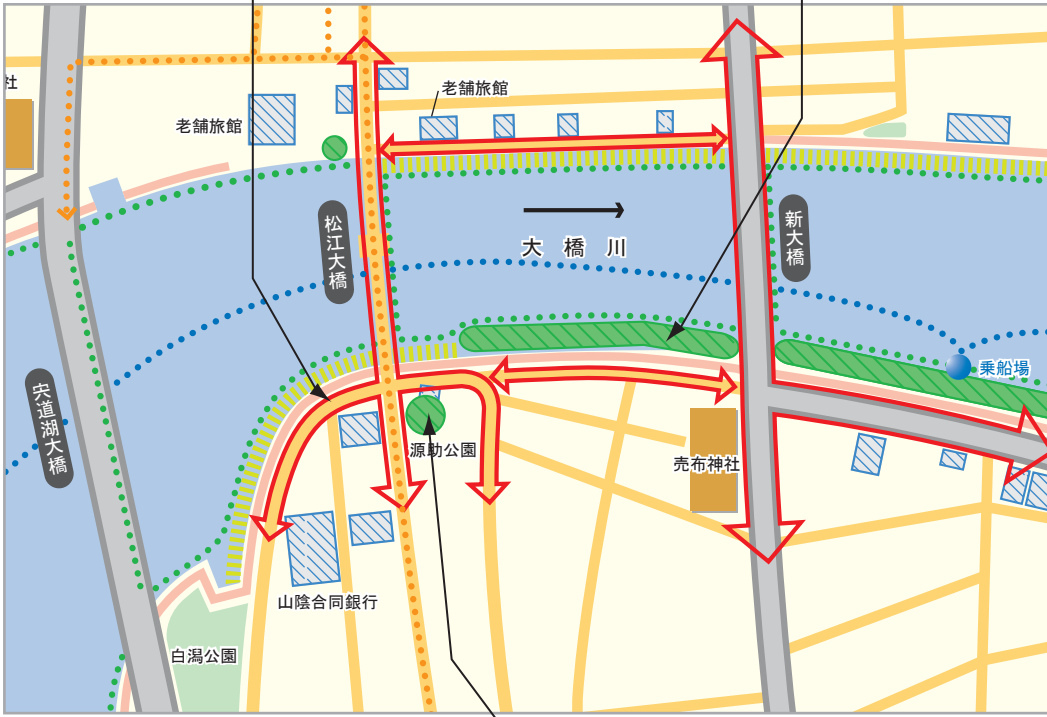 社
老舗旅館
老舗旅館
松江大橋
新大橋
大橋川
宍道湖大橋
乗船場
源助公園
売布神社
山陰合同銀行
白潟公園